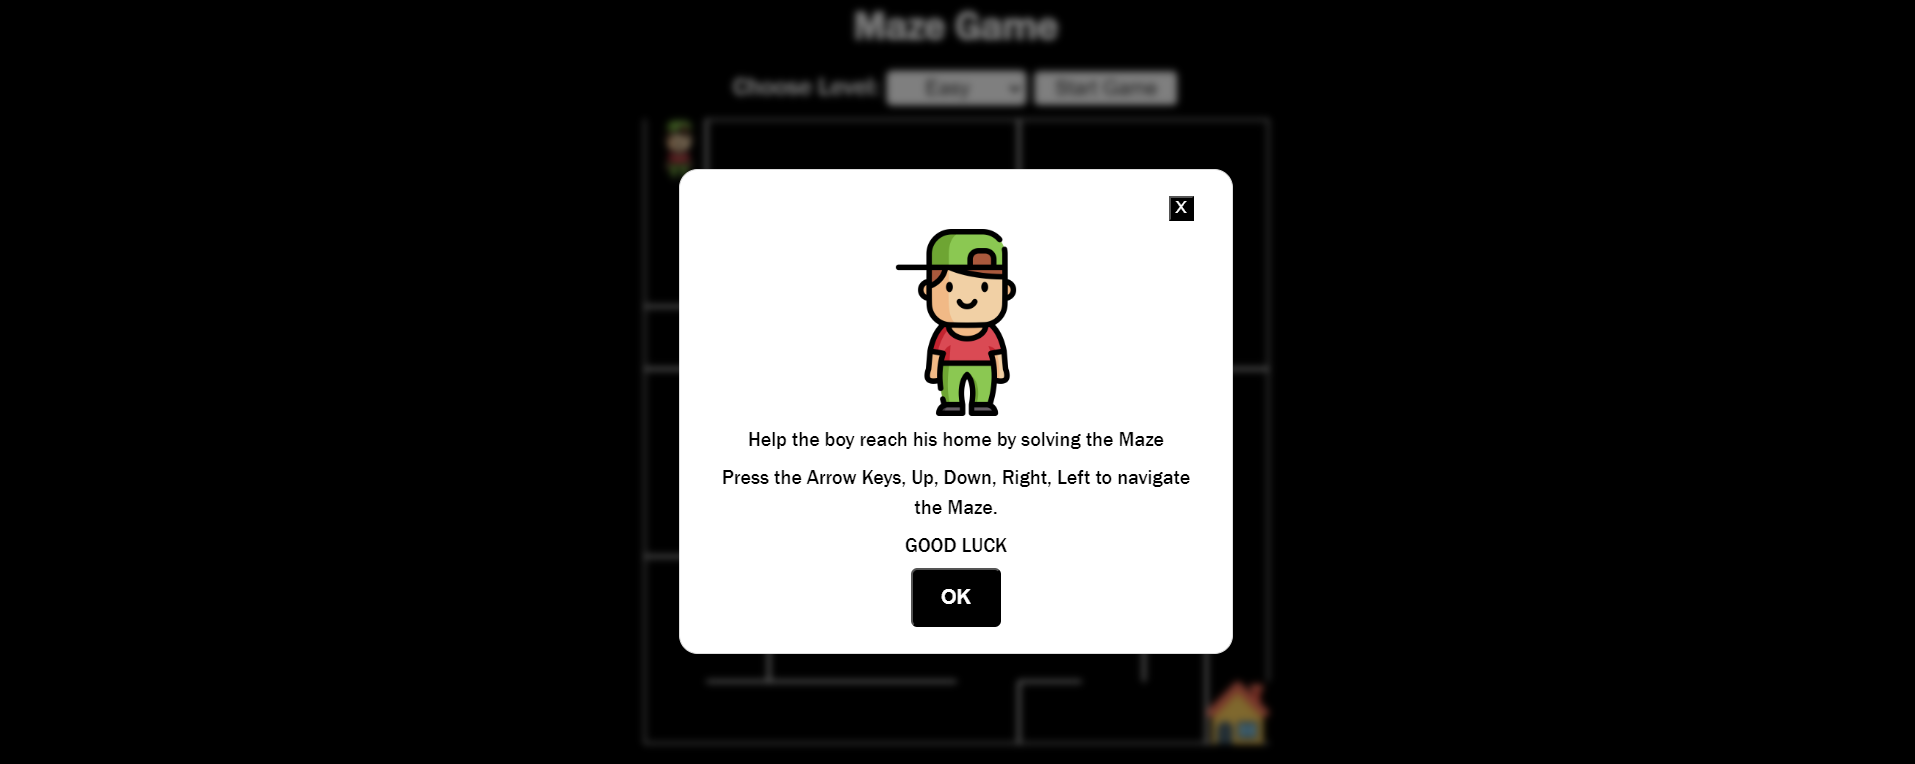 Maze Game
Choose Level: Easy Start Game
X
Help the boy reach his home by solving the Maze
Press the Arrow Keys, Up, Down, Right, Left to navigate
the Maze.
GOOD LUCK
OK